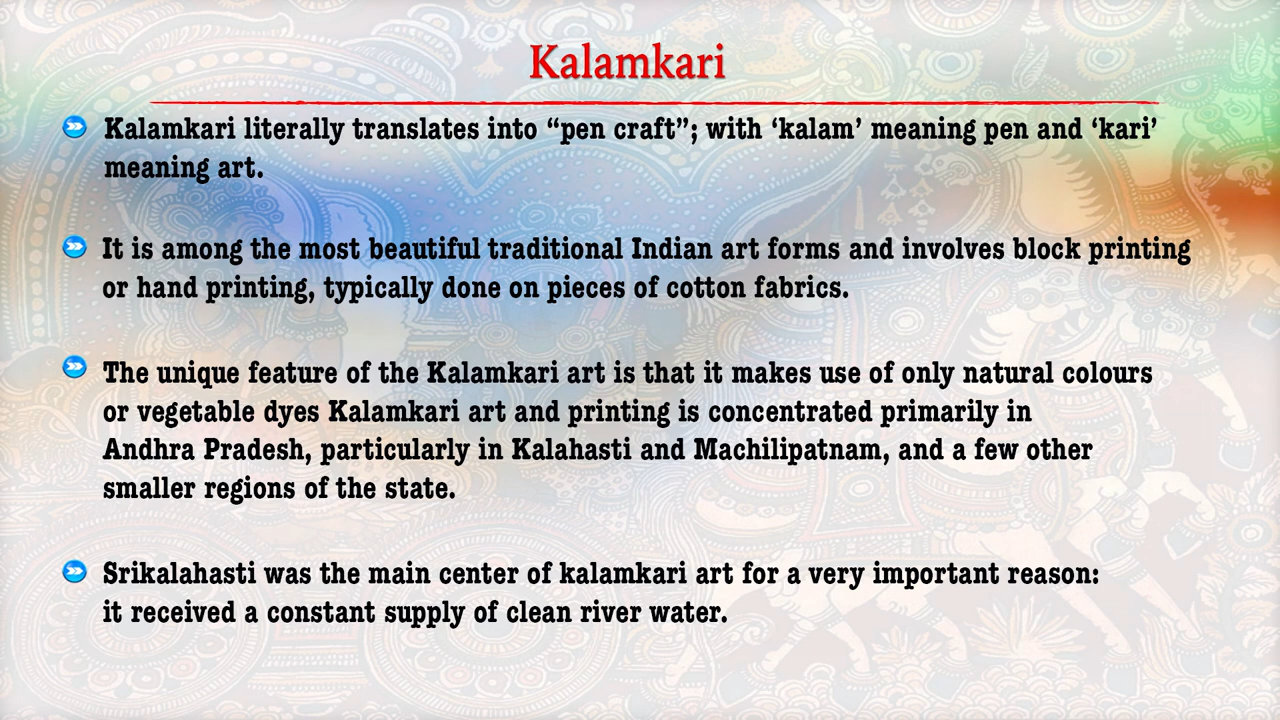 Kalamkari
Kalamkari literally translates into “pen craft”; with ‘kalam’ meaning pen and ‘kari’
meaning art.
It is among the most beautiful traditional Indian art forms and involves block printing
or hand printing, typically done on pieces of cotton fabrics.
The unique feature of the Kalamkari art is that it makes use of only natural colours
or vegetable dyes Kalamkari art and printing is concentrated primarily in
Andhra Pradesh, particularly in Kalahasti and Machilipatnam, and a few other
smaller regions of the state.
Srikalahasti was the main center of kalamkari art for a very important reason:
it received a constant supply of clean river water.